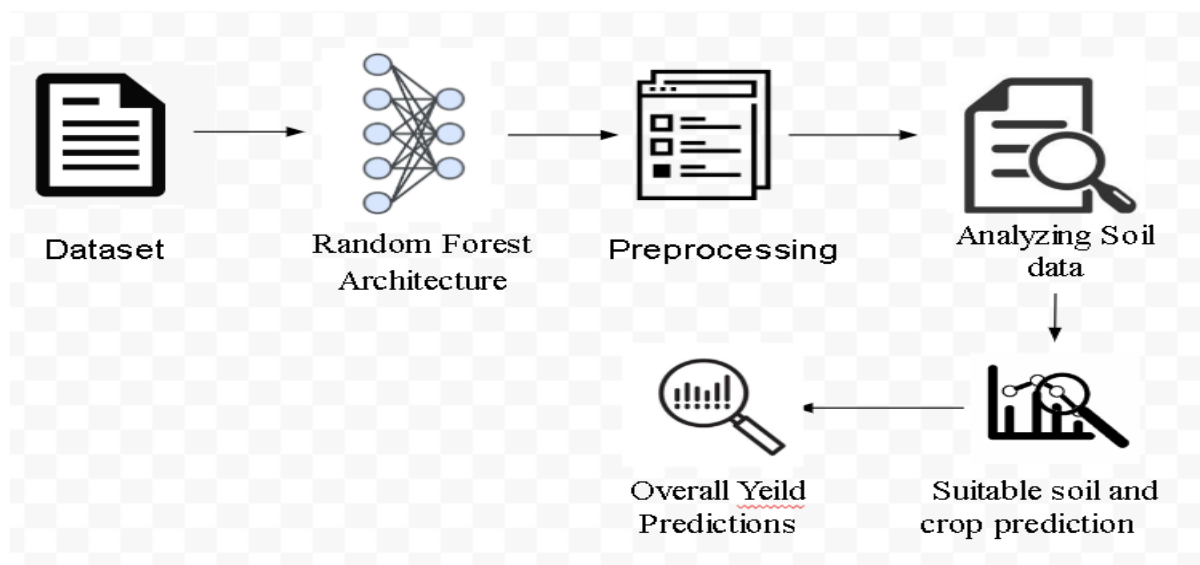 Dataset
Random Forest
Architecture
Preprocessing
Analyzing Soil
data
Overall Yeild
Predictions
Suitable soil and
crop prediction